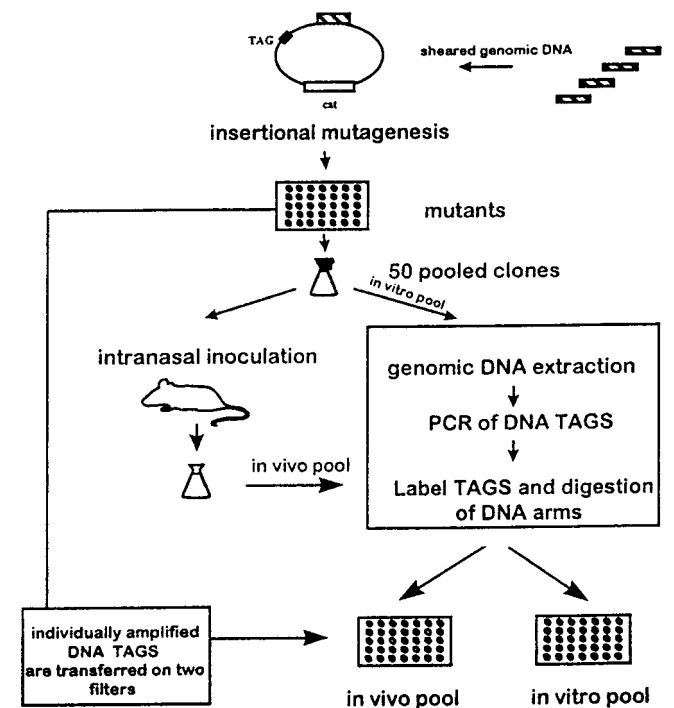 TAG
sheared genomic DNA
cat
insertional mutagenesis
mutants
50 pooled clones
in vitro pool
intranasal inoculation
genomic DNA extraction
PCR of DNA TAGS
in vivo pool
Label TAGS and digestion
of DNA arms
individually amplified
DNA TAGS
are transferred on two
filters
in vivo pool
in vitro pool